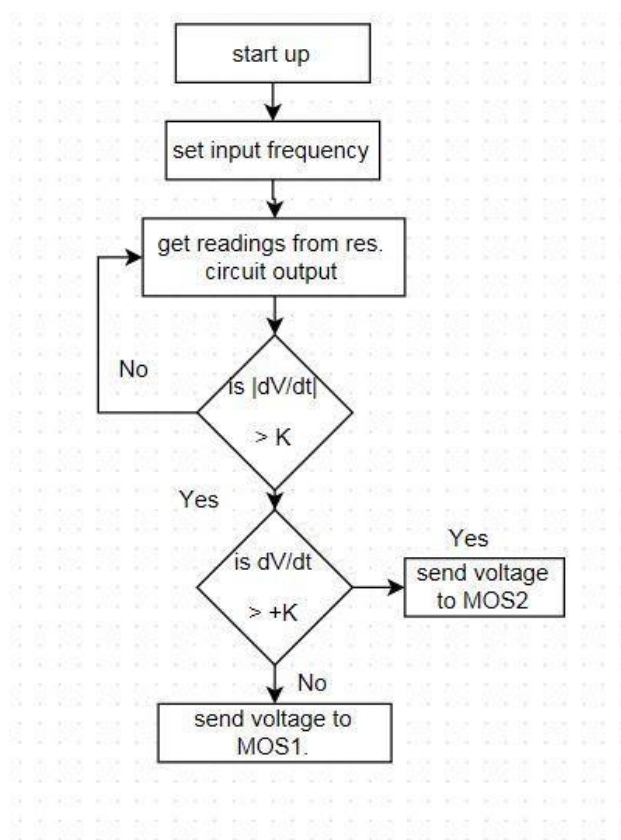 start up
set input frequency
get readings from res.
circuit output
No
is |dV/dt|
> K
Yes
is dV/dt
> +K
Yes
send voltage
to MOS2
No
send voltage to
MOS1.